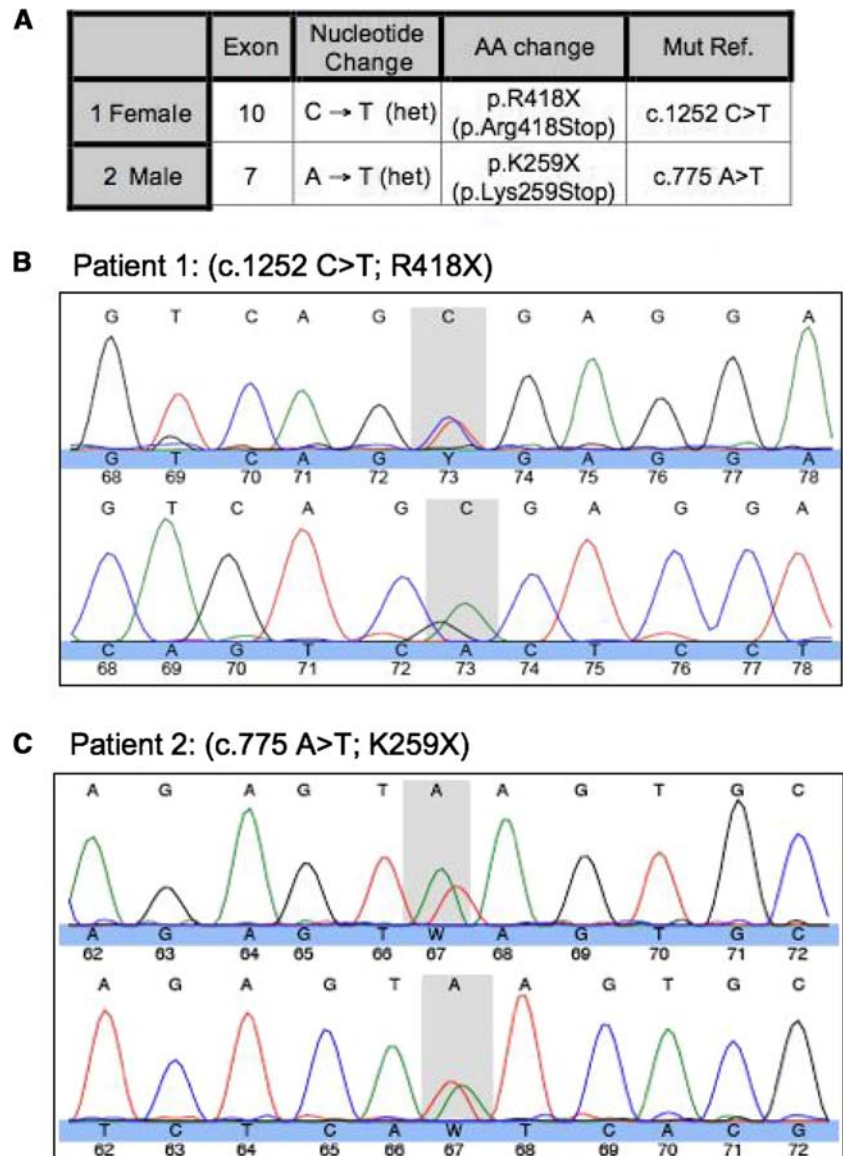 A
Exon Nucleotide Change AA change Mut Ref.
1 Female 10 C → T (het) p.R418X (p.Arg418Stop) c.1252 C>T
2 Male 7 A → T (het) p.K259X (p.Lys259Stop) c.775 A>T
B Patient 1: (c.1252 C>T; R418X)
G T C A G C G A G G A
G T C A G Y G A G G A
68 69 70 71 72 73 74 75 76 77 78
G T C A G C G A G G A
C A G T C A C T C C T
68 69 70 71 72 73 74 75 76 77 78
C Patient 2: (c.775 A>T; K259X)
A G A G T A A G T G C
A G A G T W A G T G C
62 63 64 65 66 67 68 69 70 71 72
A G A G T A A G T G C
T C T C A W T C A C G
62 63 64 65 66 67 68 69 70 71 72